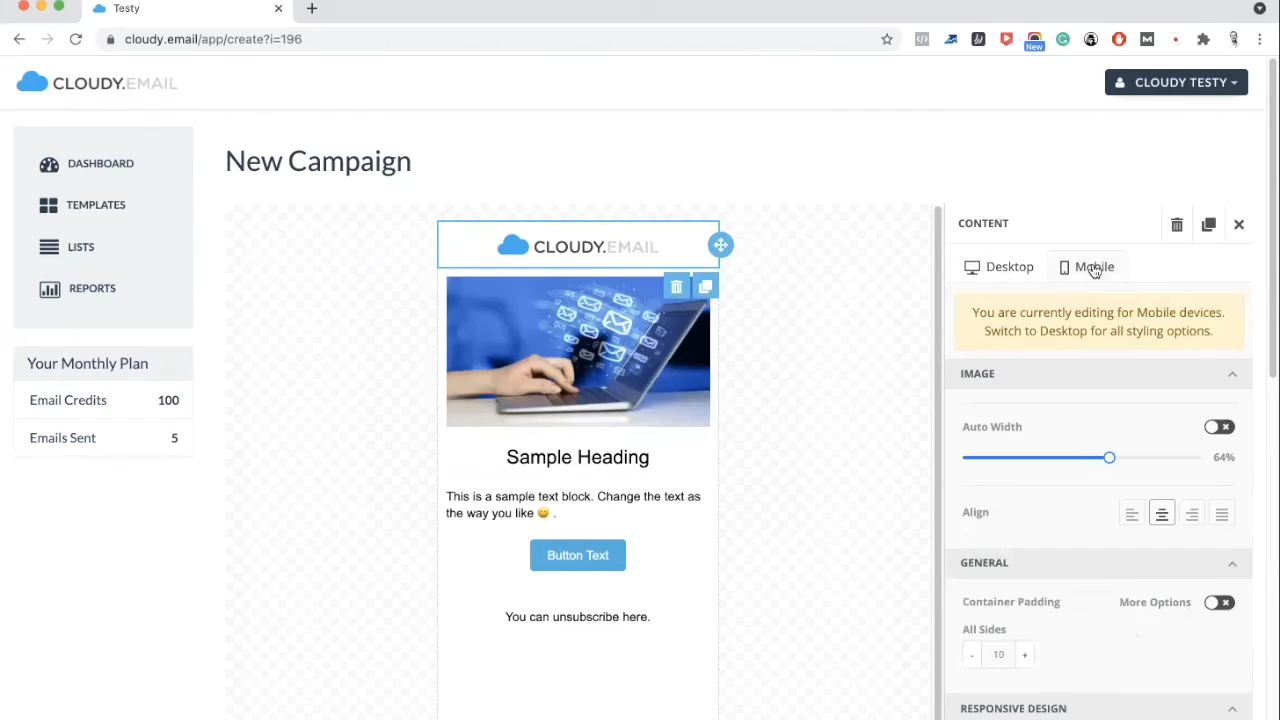 Testy
cloudy.email/app/create?i=196
New
CLOUDY.EMAIL
CLOUDY TESTY
DASHBOARD
TEMPLATES
LISTS
REPORTS
Your Monthly Plan
Email Credits 100
Emails Sent 5
New Campaign
CLOUDY.EMAIL
Sample Heading
This is a sample text block. Change the text as
the way you like 😀 .
Button Text
You can unsubscribe here.
CONTENT
Desktop Mobile
You are currently editing for Mobile devices.
Switch to Desktop for all styling options.
IMAGE
Auto Width
64%
Align
GENERAL
Container Padding More Options
All Sides
- 10 +
RESPONSIVE DESIGN